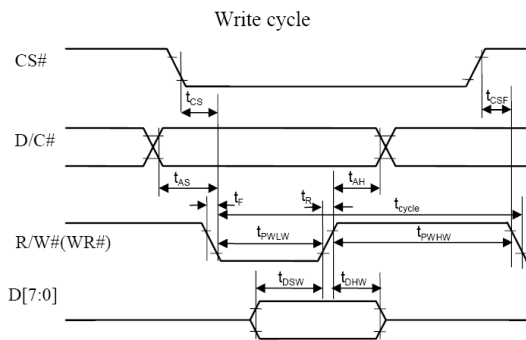 Write cycle
CS#
tCS
tCSF
D/C#
tAS
tF
tR
tAH
tcycle
R/W#(WR#)
tPWLW
tPWHW
D[7:0]
tDSW
tDHW